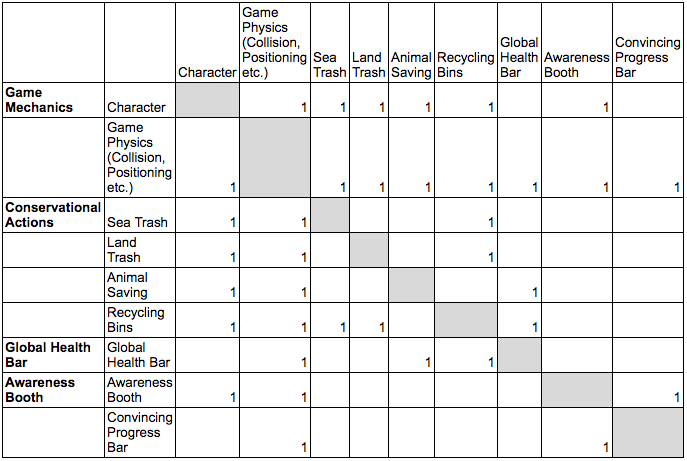 Game
Physics
(Collision,
Global
Convincing
Positioning Sea Land Animal Recycling Health Awareness Progress
Character etc.) Trash Trash Saving Bins Bar Booth Bar
Game
Mechanics Character 1 1 1 1 1 1
Game
Physics
(Collision,
Positioning
etc.) 1 1 1 1 1 1 1 1
Conservational
Actions Sea Trash 1 1 1
Land
Trash 1 1 1
Animal
Saving 1 1 1
Recycling
Bins 1 1 1 1 1
Global Health Global
Bar Health Bar 1 1 1
Awareness Awareness
Booth Booth 1 1 1
Convincing
Progress
Bar 1 1